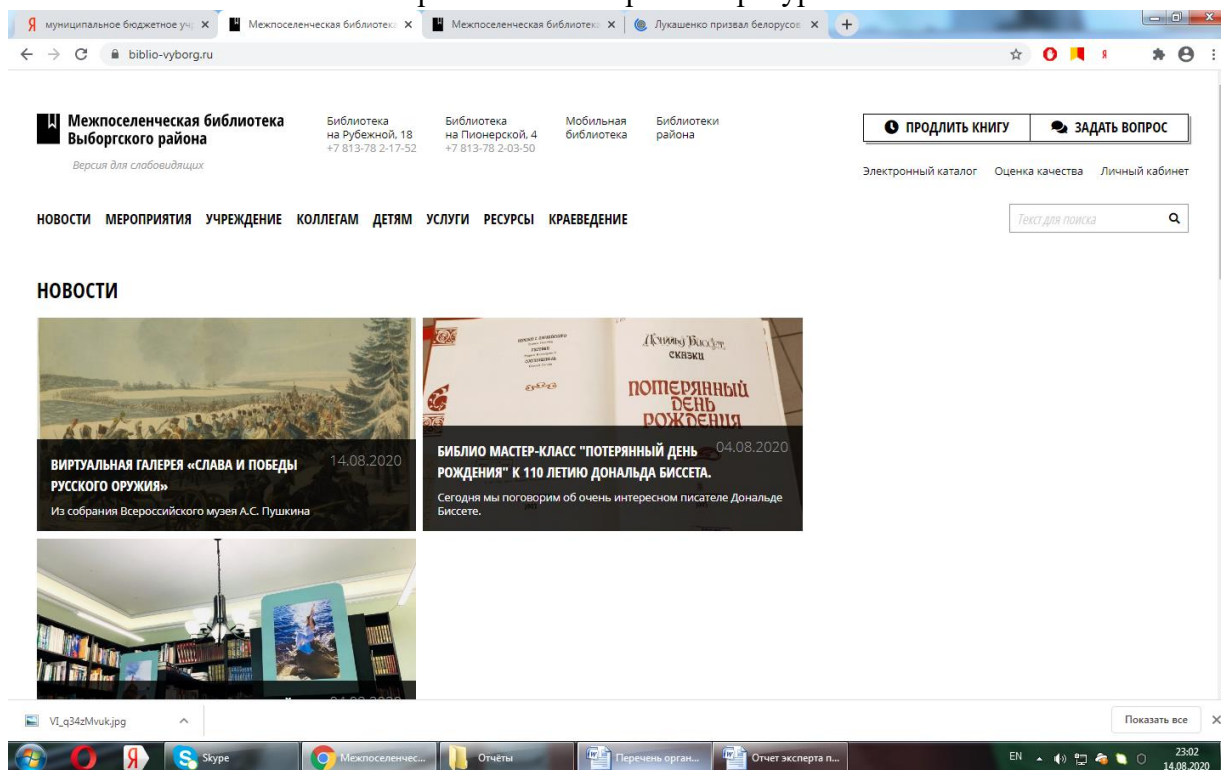 муниципальное бюджетное уч
Межпоселенческая библиотек
Межпоселенческая библиотек
Лукашенко призвал белорусов
biblio-vyborg.ru
Межпоселенческая библиотека
Выборгского района
Версия для слабовидящих
Библиотека
на Рубежной, 18
+7 813-78 2-17-52
Библиотека
на Пионерской, 4
+7 813-78 2-03-50
Мобильная
библиотека
Библиотеки
района
ПРОДЛИТЬ КНИГУ
ЗАДАТЬ ВОПРОС
Электронный каталог Оценка качества Личный кабинет
НОВОСТИ МЕРОПРИЯТИЯ УЧРЕЖДЕНИЕ КОЛЛЕГАМ ДЕТЯМ УСЛУГИ РЕСУРСЫ КРАЕВЕДЕНИЕ
Текст для поиска
НОВОСТИ
ВИРТУАЛЬНАЯ ГАЛЕРЕЯ «СЛАВА И ПОБЕДЫ
РУССКОГО ОРУЖИЯ»
14.08.2020
Из собрания Всероссийского музея А.С. Пушкина
Дональд Биссет
СКАЗКИ
ПОТЕРЯННЫЙ
ДЕНЬ
РОЖДЕНИЯ
БИБЛИО МАСТЕР-КЛАСС "ПОТЕРЯННЫЙ ДЕНЬ
РОЖДЕНИЯ" К 110 ЛЕТИЮ ДОНАЛЬДА БИССЕТА.
04.08.2020
Сегодня мы поговорим об очень интересном писателе Дональде
Биссете.
VI_q34zMvuk.jpg
Показать все
Skype
Межпоселенчес...
Отчёты
Перечень орган...
Отчет эксперта п...
EN
23:02
14.08.2020